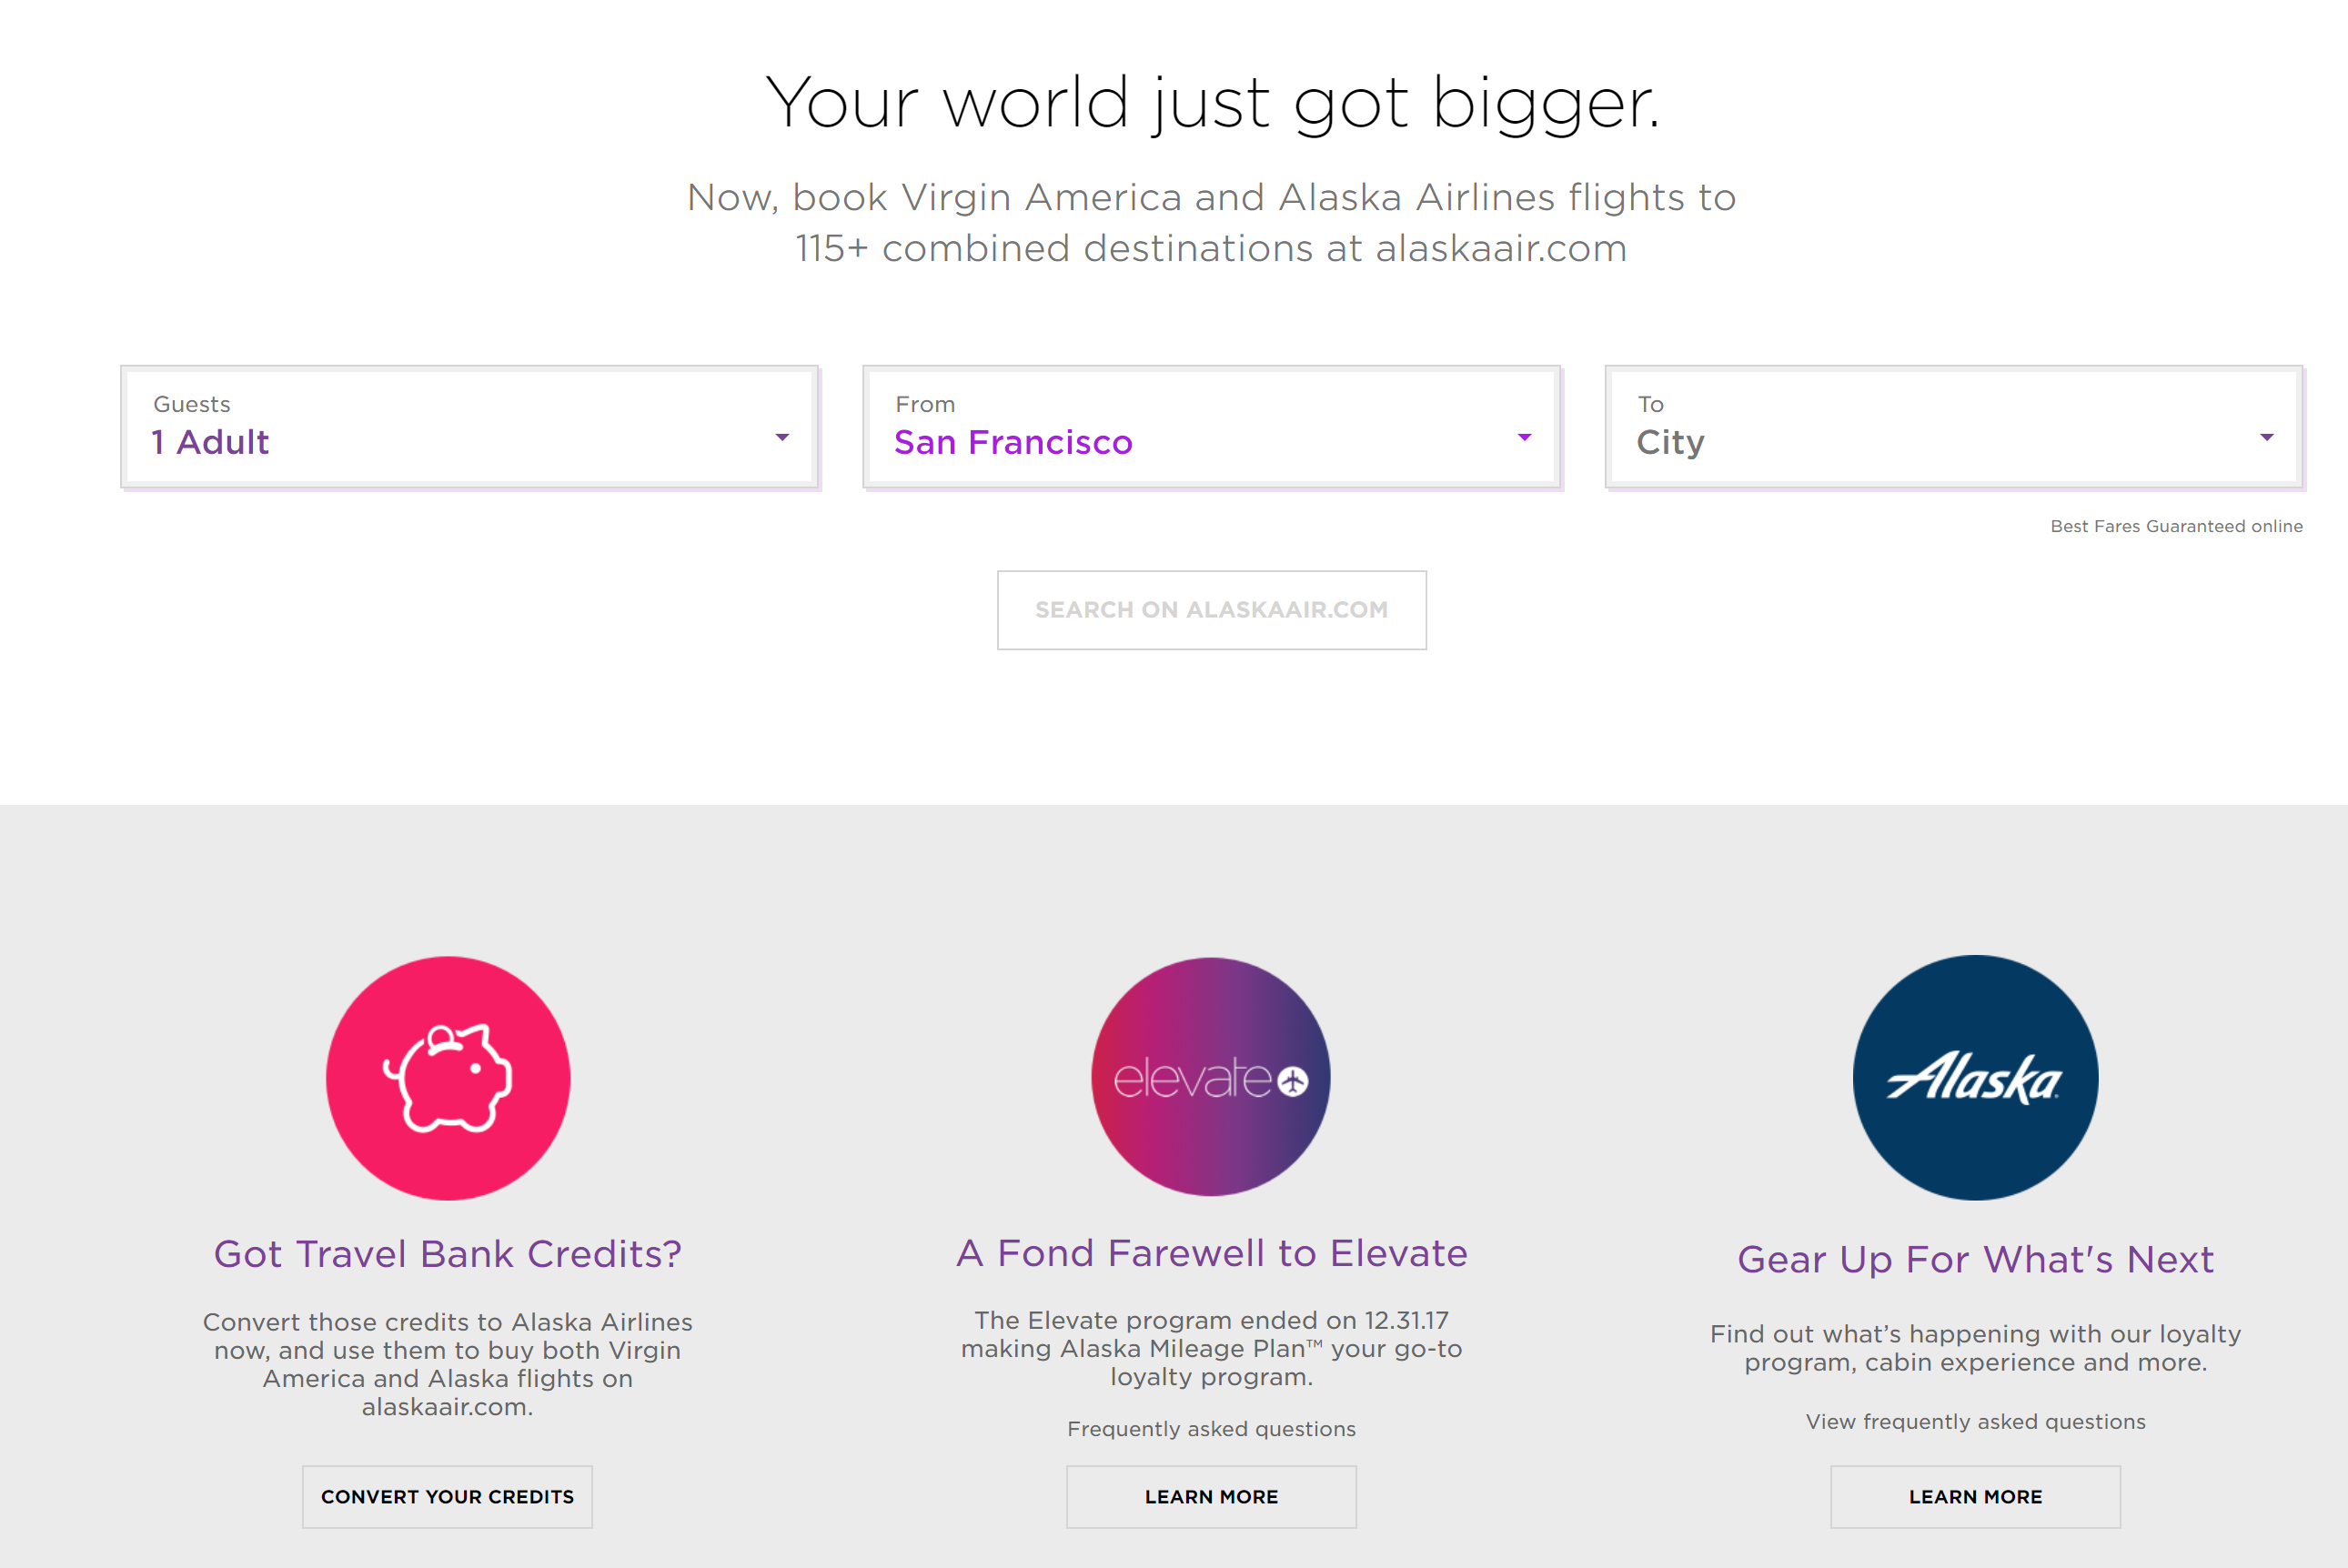 Your world just got bigger.
Now, book Virgin America and Alaska Airlines flights to
115+ combined destinations at alaskaair.com
Guests
1 Adult
From
San Francisco
To
City
Best Fares Guaranteed online
SEARCH ON ALASKAAIR.COM
Got Travel Bank Credits?
Convert those credits to Alaska Airlines
now, and use them to buy both Virgin
America and Alaska flights on
alaskaair.com.
CONVERT YOUR CREDITS
elevate
A Fond Farewell to Elevate
The Elevate program ended on 12.31.17
making Alaska Mileage Plan™ your go-to
loyalty program.
Frequently asked questions
LEARN MORE
Alaska
Gear Up For What's Next
Find out what’s happening with our loyalty
program, cabin experience and more.
View frequently asked questions
LEARN MORE